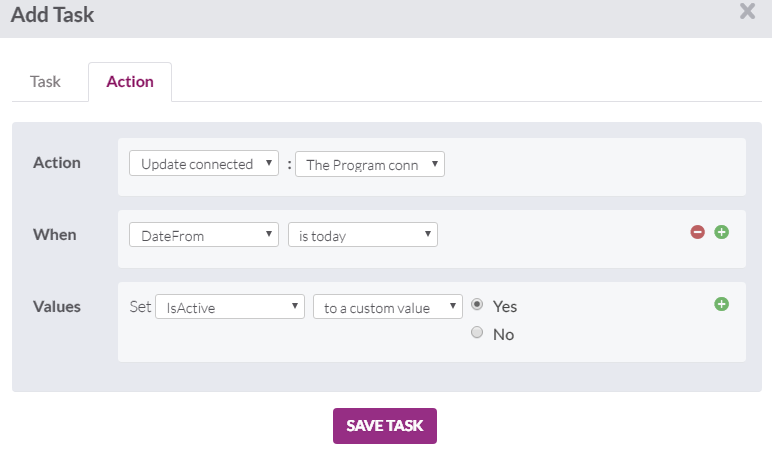 Add Task
Task Action
Action Update connected : The Program conn
When DateFrom is today
Values Set IsActive to a custom value Yes
No
SAVE TASK